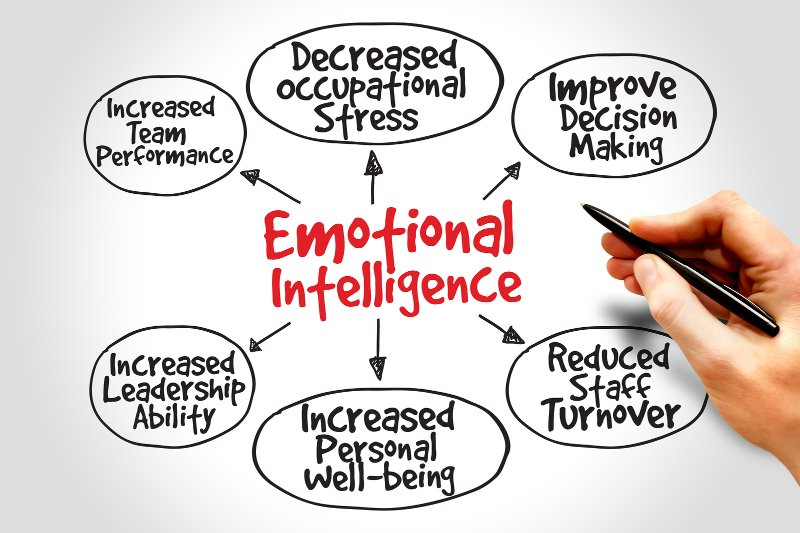 Decreased
Occupational
Stress
Increased
Team
Performance
Improve
Decision
Making
Emotional
Intelligence
Increased
Leadership
Ability
Increased
Personal
Well-being
Reduced
Staff
Turnover